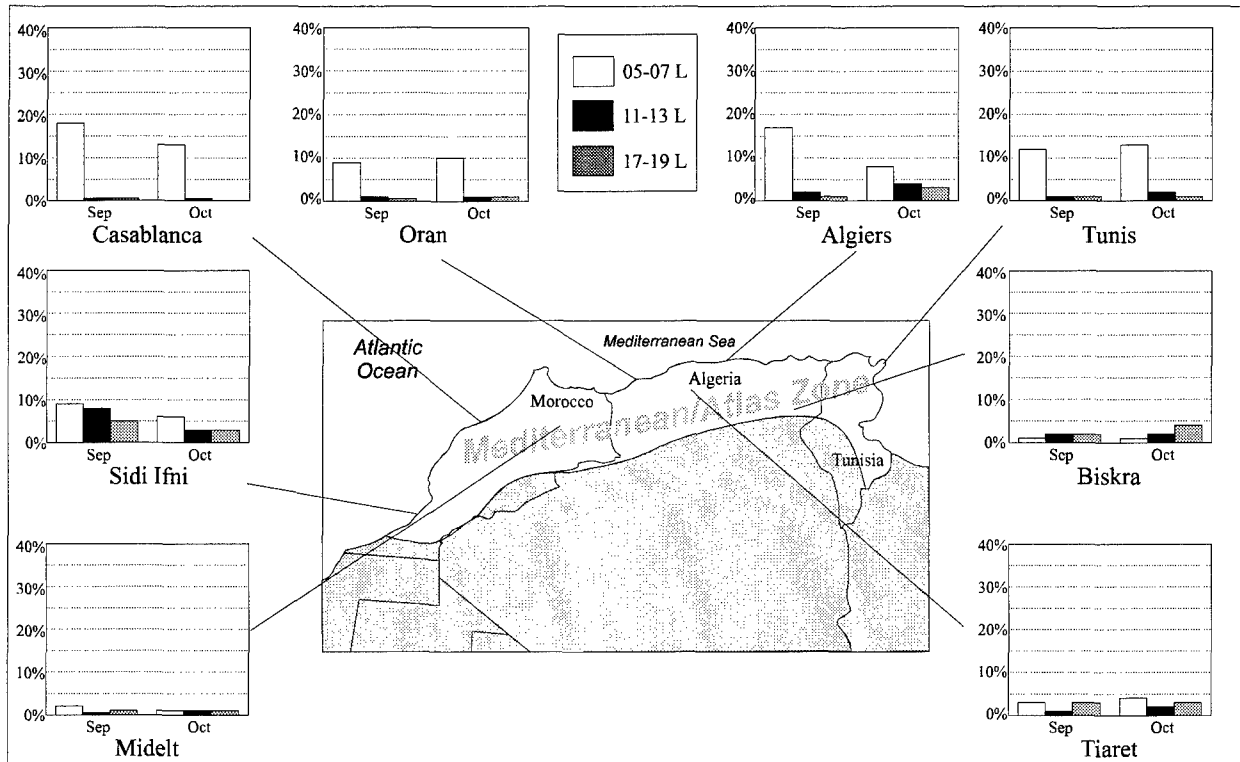 40%
30%
20%
10%
0%
Sep Oct
Casablanca
40%
30%
20%
10%
0%
Sep Oct
Oran
05-07 L
11-13 L
17-19 L
40%
30%
20%
10%
0%
Sep Oct
Algiers
40%
30%
20%
10%
0%
Sep Oct
Tunis
40%
30%
20%
10%
0%
Sep Oct
Sidi Ifni
Atlantic
Ocean
Mediterranean Sea
Morocco
Algeria
Mediterranean/Atlas Zone
Tunisia
40%
30%
20%
10%
0%
Sep Oct
Biskra
40%
30%
20%
10%
0%
Sep Oct
Midelt
40%
30%
20%
10%
0%
Sep Oct
Tiaret